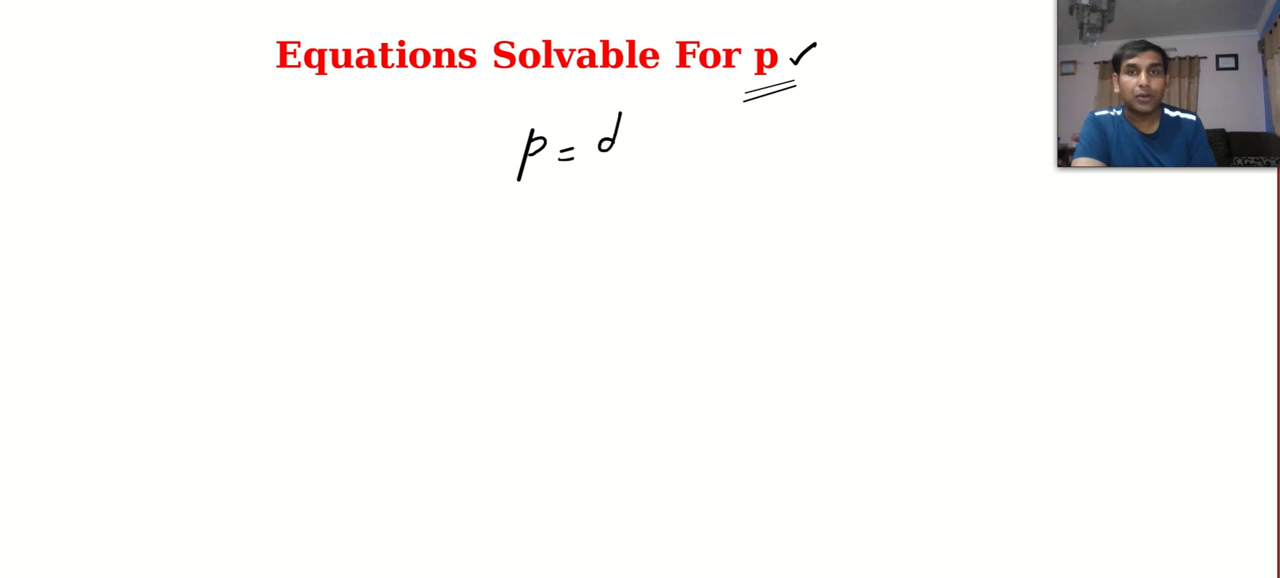 Equations Solvable For p ✓
p = d